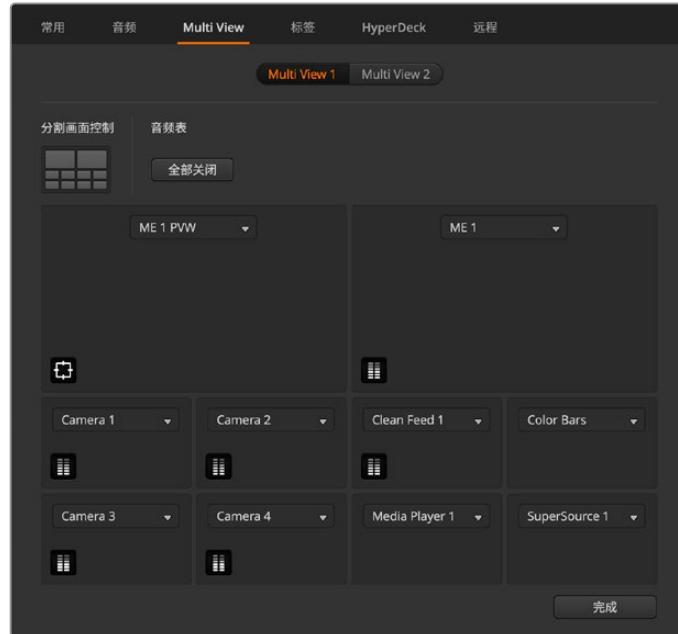 常用 音频 Multi View 标签 HyperDeck 远程
Multi View 1 Multi View 2
分割画面控制 音频表
全部关闭
ME 1 PVW ME 1
Camera 1 Camera 2 Clean Feed 1 Color Bars
Camera 3 Camera 4 Media Player 1 SuperSource 1
完成